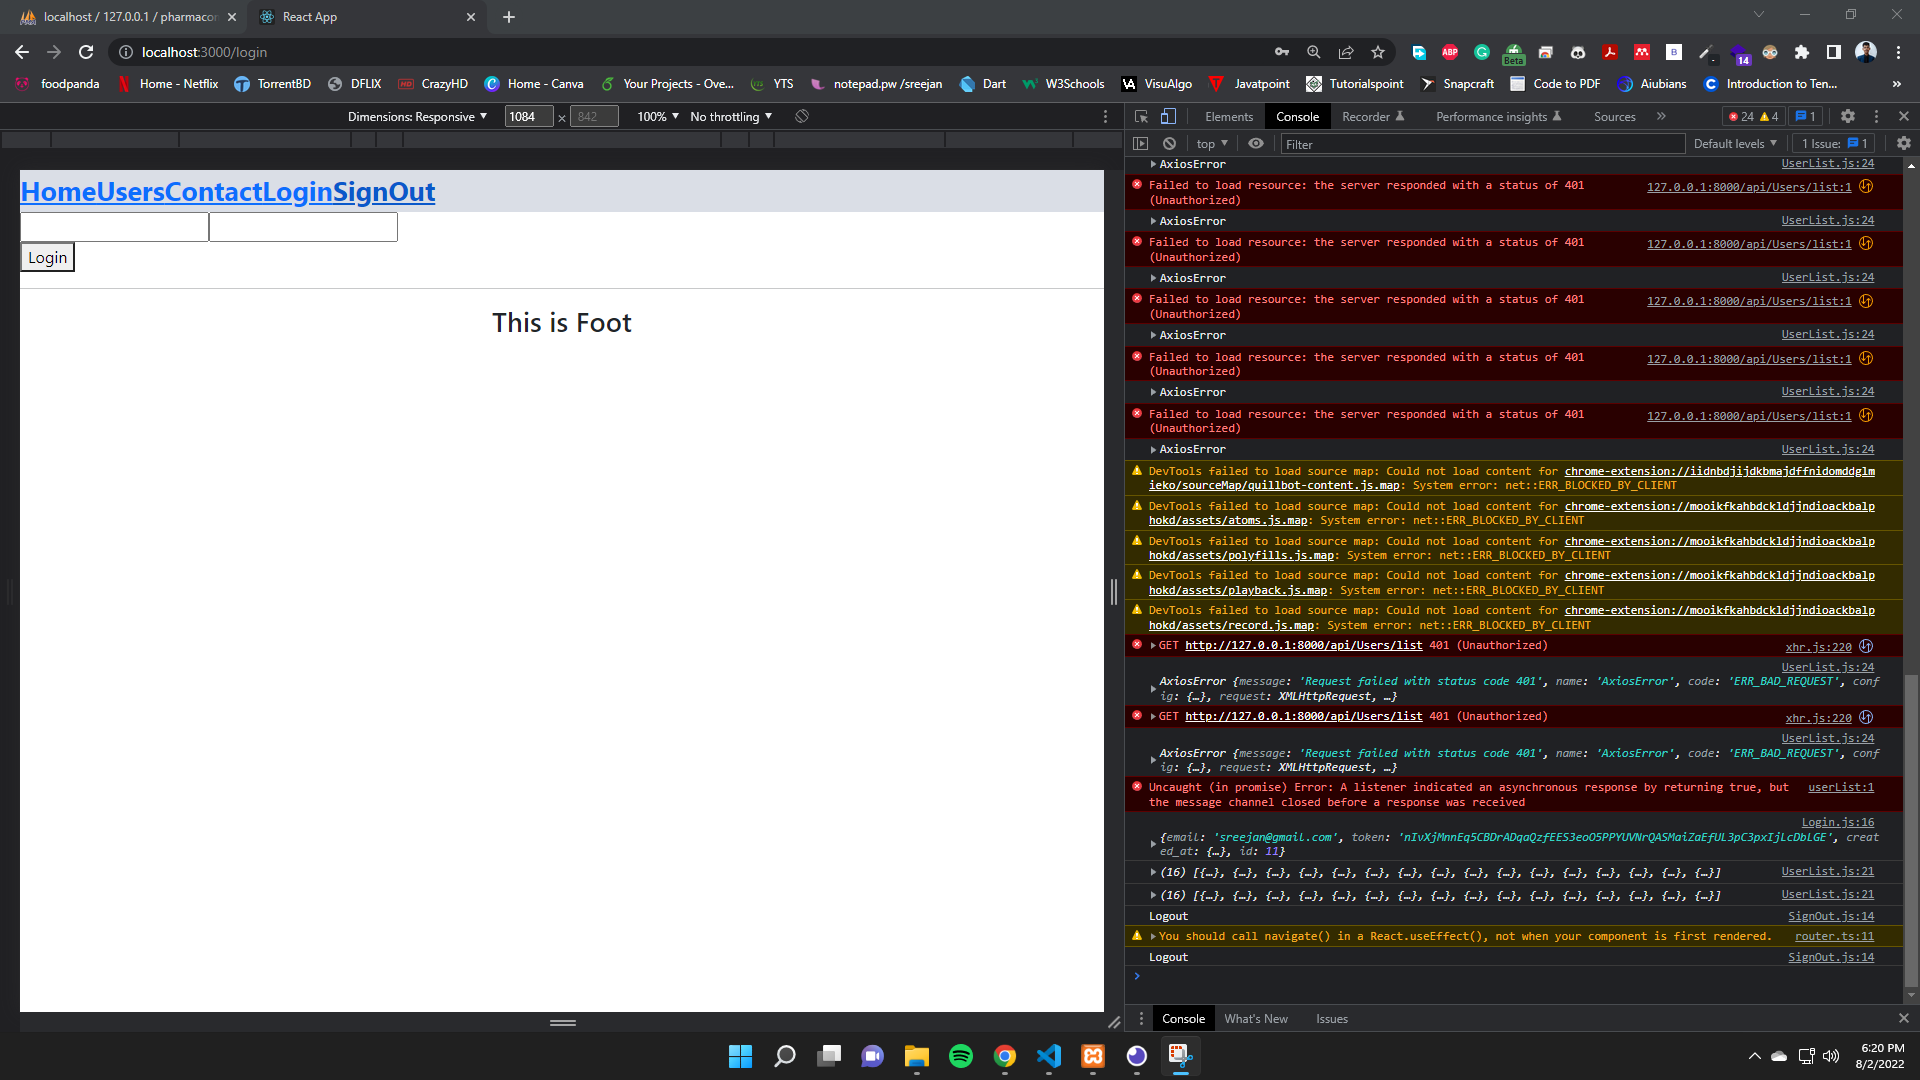 localhost / 127.0.0.1 / pharmacor
React App
localhost:3000/login
Beta
14
foodpanda
Home - Netflix
TorrentBD
DFLIX
CrazyHD
Home - Canva
Your Projects - Ove...
YTS
notepad.pw /sreejan
Dart
W3Schools
VisuAlgo
Javatpoint
Tutorialspoint
Snapcraft
Code to PDF
Aiubians
Introduction to Ten...
Dimensions: Responsive
1084 × 842
100%
No throttling
Elements
Console
Recorder
Performance insights
Sources
24
4
1
top
Filter
Default levels
1 Issue: 1
HomeUsersContactLoginSignOut
Login
This is Foot
AxiosError UserList.js:24
Failed to load resource: the server responded with a status of 401 127.0.0.1:8000/api/Users/list:1
(Unauthorized)
AxiosError UserList.js:24
Failed to load resource: the server responded with a status of 401 127.0.0.1:8000/api/Users/list:1
(Unauthorized)
AxiosError UserList.js:24
Failed to load resource: the server responded with a status of 401 127.0.0.1:8000/api/Users/list:1
(Unauthorized)
AxiosError UserList.js:24
Failed to load resource: the server responded with a status of 401 127.0.0.1:8000/api/Users/list:1
(Unauthorized)
AxiosError UserList.js:24
Failed to load resource: the server responded with a status of 401 127.0.0.1:8000/api/Users/list:1
(Unauthorized)
AxiosError UserList.js:24
DevTools failed to load source map: Could not load content for chrome-extension://iidnbdjijdkbmajdffnidomddglm
ieko/sourceMap/quillbot-content.js.map: System error: net::ERR_BLOCKED_BY_CLIENT
DevTools failed to load source map: Could not load content for chrome-extension://mooikfkahbdckldjjndioackbalp
hokd/assets/atoms.js.map: System error: net::ERR_BLOCKED_BY_CLIENT
DevTools failed to load source map: Could not load content for chrome-extension://mooikfkahbdckldjjndioackbalp
hokd/assets/polyfills.js.map: System error: net::ERR_BLOCKED_BY_CLIENT
DevTools failed to load source map: Could not load content for chrome-extension://mooikfkahbdckldjjndioackbalp
hokd/assets/playback.js.map: System error: net::ERR_BLOCKED_BY_CLIENT
DevTools failed to load source map: Could not load content for chrome-extension://mooikfkahbdckldjjndioackbalp
hokd/assets/record.js.map: System error: net::ERR_BLOCKED_BY_CLIENT
GET http://127.0.0.1:8000/api/Users/list 401 (Unauthorized) xhr.js:220
UserList.js:24
AxiosError {message: 'Request failed with status code 401', name: 'AxiosError', code: 'ERR_BAD_REQUEST', conf
ig: {…}, request: XMLHttpRequest, …}
GET http://127.0.0.1:8000/api/Users/list 401 (Unauthorized) xhr.js:220
UserList.js:24
AxiosError {message: 'Request failed with status code 401', name: 'AxiosError', code: 'ERR_BAD_REQUEST', conf
ig: {…}, request: XMLHttpRequest, …}
Uncaught (in promise) Error: A listener indicated an asynchronous response by returning true, but userList:1
the message channel closed before a response was received
Login.js:16
{email: 'sreejan@gmail.com', token: 'nIvXjMnnEq5CBDrADqaQzfEES3eoO5PPYUVNrQASMaiZaEfUL3pC3pxIjLcDblGE', creat
ed_at: {…}, id: 11}
(16) [{…}, {…}, {…}, {…}, {…}, {…}, {…}, {…}, {…}, {…}, {…}, {…}, {…}, {…}, {…}, {…}] UserList.js:21
(16) [{…}, {…}, {…}, {…}, {…}, {…}, {…}, {…}, {…}, {…}, {…}, {…}, {…}, {…}, {…}, {…}] UserList.js:21
Logout SignOut.js:14
You should call navigate() in a React.useEffect(), not when your component is first rendered. router.ts:11
Logout SignOut.js:14
Console
What's New
Issues
6:20 PM
8/2/2022